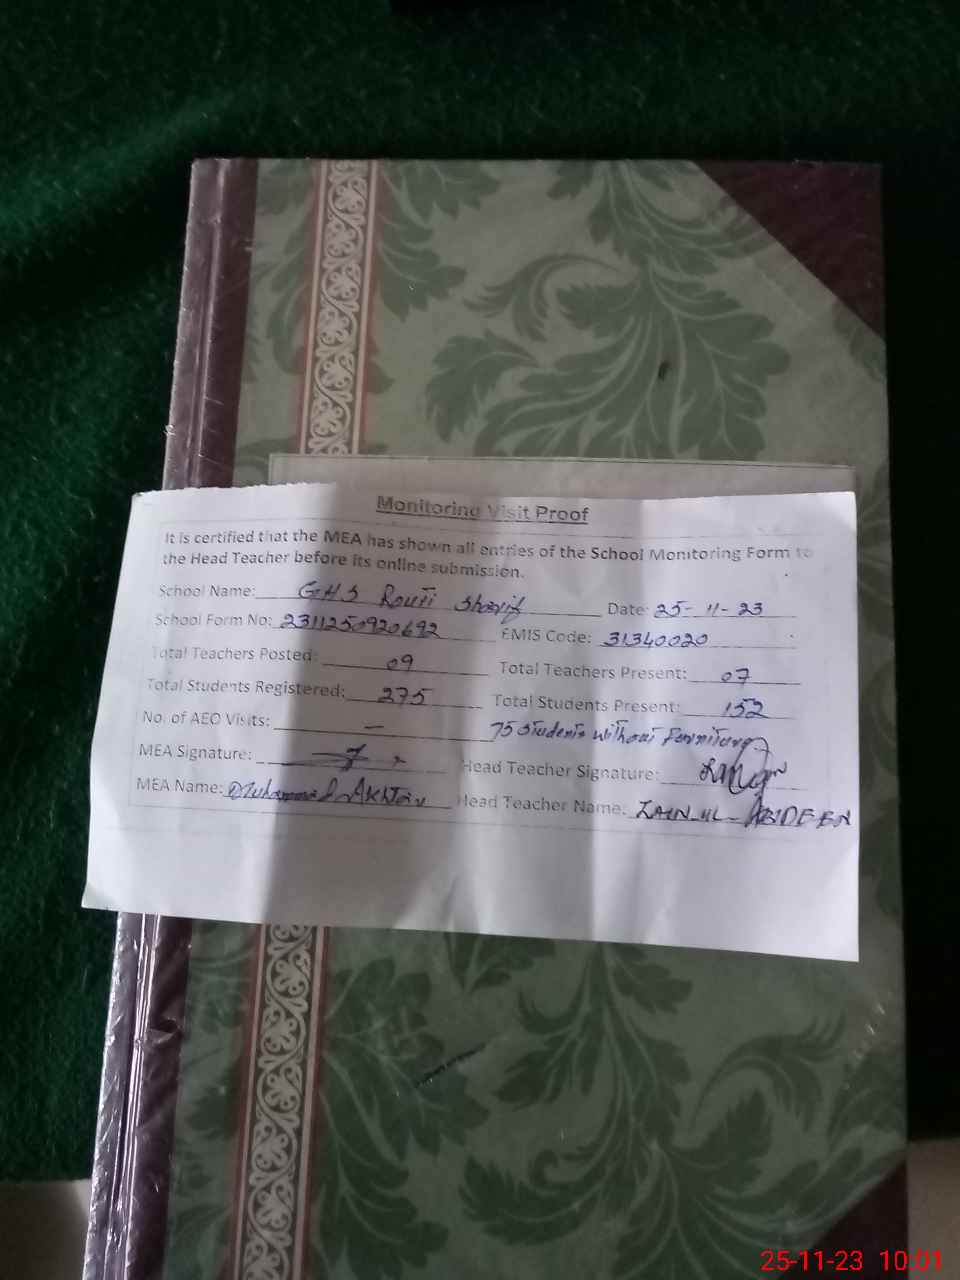 Monitoring Visit Proof
It is certified that the MEA has shown all entries of the School Monitoring Form to
the Head Teacher before its online submission.
School Name: GHS Routi Sharif Date: 25-11-23
School Form No: 2311250920692 EMIS Code: 31340020
Total Teachers Posted: 09 Total Teachers Present: 07
Total Students Registered: 275 Total Students Present: 152
No. of AEO Visits: — 75 Students without Furniture
MEA Signature: Head Teacher Signature:
MEA Name: Muhammad Akhtar Head Teacher Name: ZAIN-UL-ABIDEEN
25-11-23 10:01